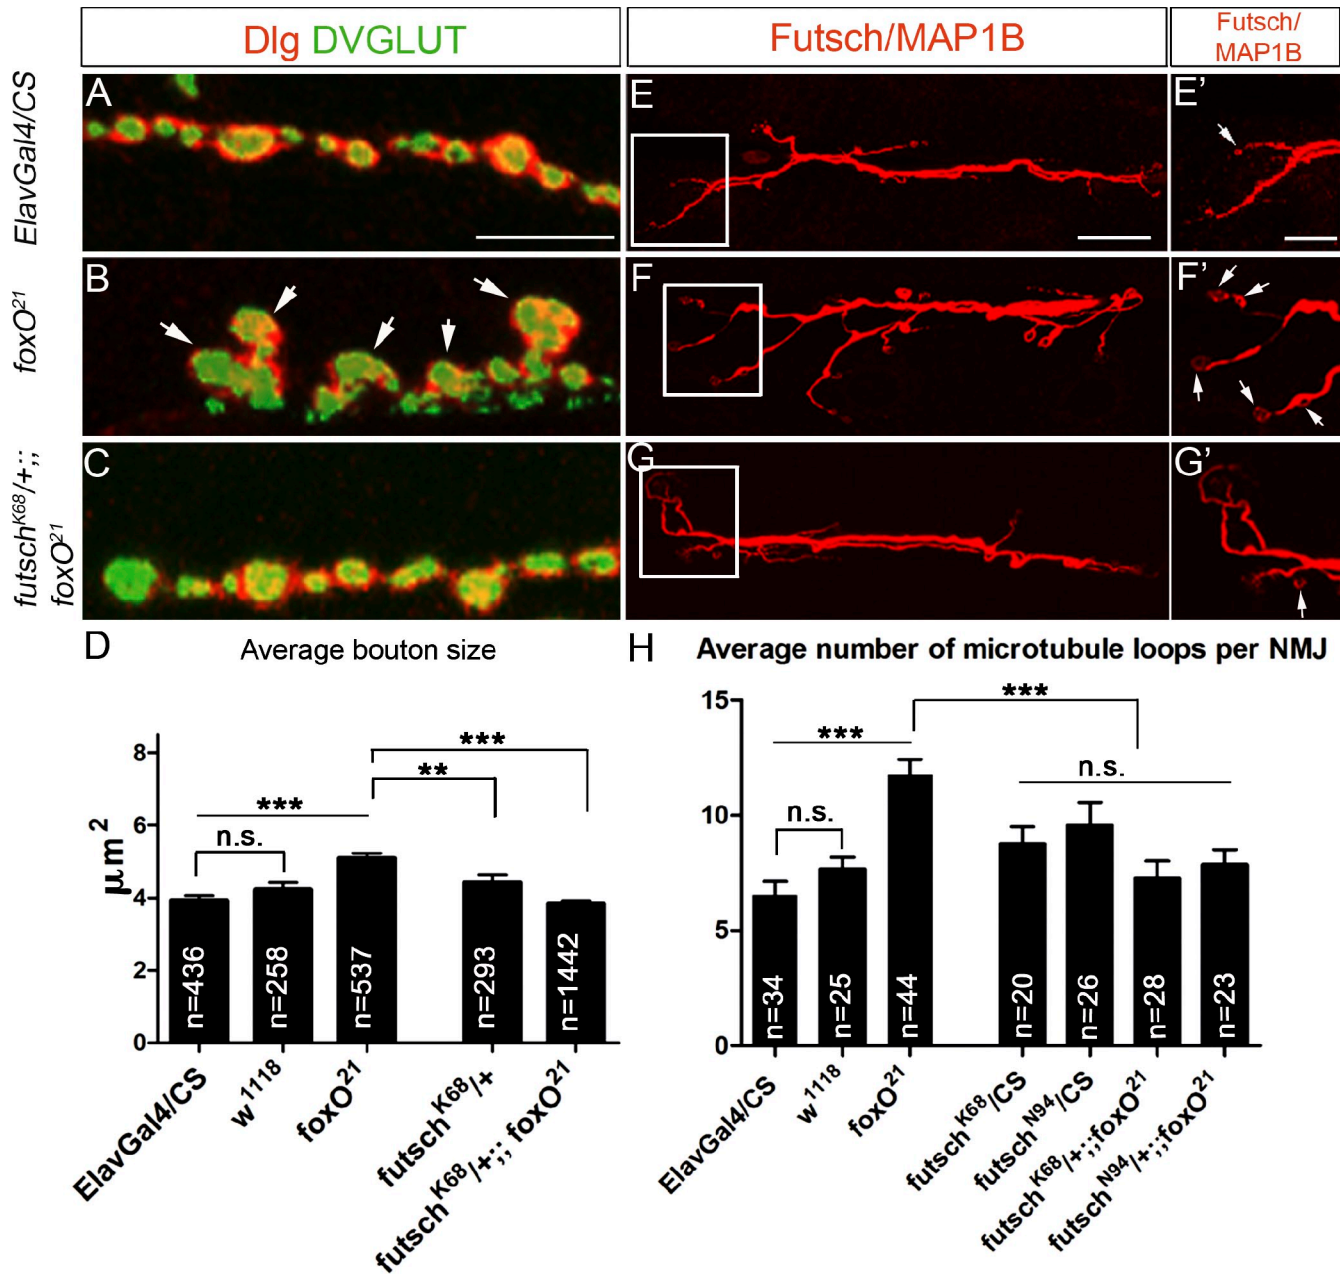 Dlg DVGLUT
Futsch/MAP1B
Futsch/
MAP1B
ElavGal4/CS
A
E
E’
foxO²¹
B
F
F’
futschᴷ⁶⁸/+;;
foxO²¹
C
G
G’
D
Average bouton size
μm²
8
6
4
2
0
n.s.
***
**
***
n=436
n=258
n=537
n=293
n=1442
ElavGal4/CS
w¹¹¹⁸
foxO²¹
futschᴷ⁶⁸/+
futschᴷ⁶⁸/+;; foxO²¹
H
Average number of microtubule loops per NMJ
15
10
5
0
n.s.
***
***
n.s.
n=34
n=25
n=44
n=20
n=26
n=28
n=23
ElavGal4/CS
w¹¹¹⁸
foxO²¹
futschᴷ⁶⁸/CS
futschᴺ⁹⁴/CS
futschᴷ⁶⁸/+;;foxO²¹
futschᴺ⁹⁴/+;;foxO²¹